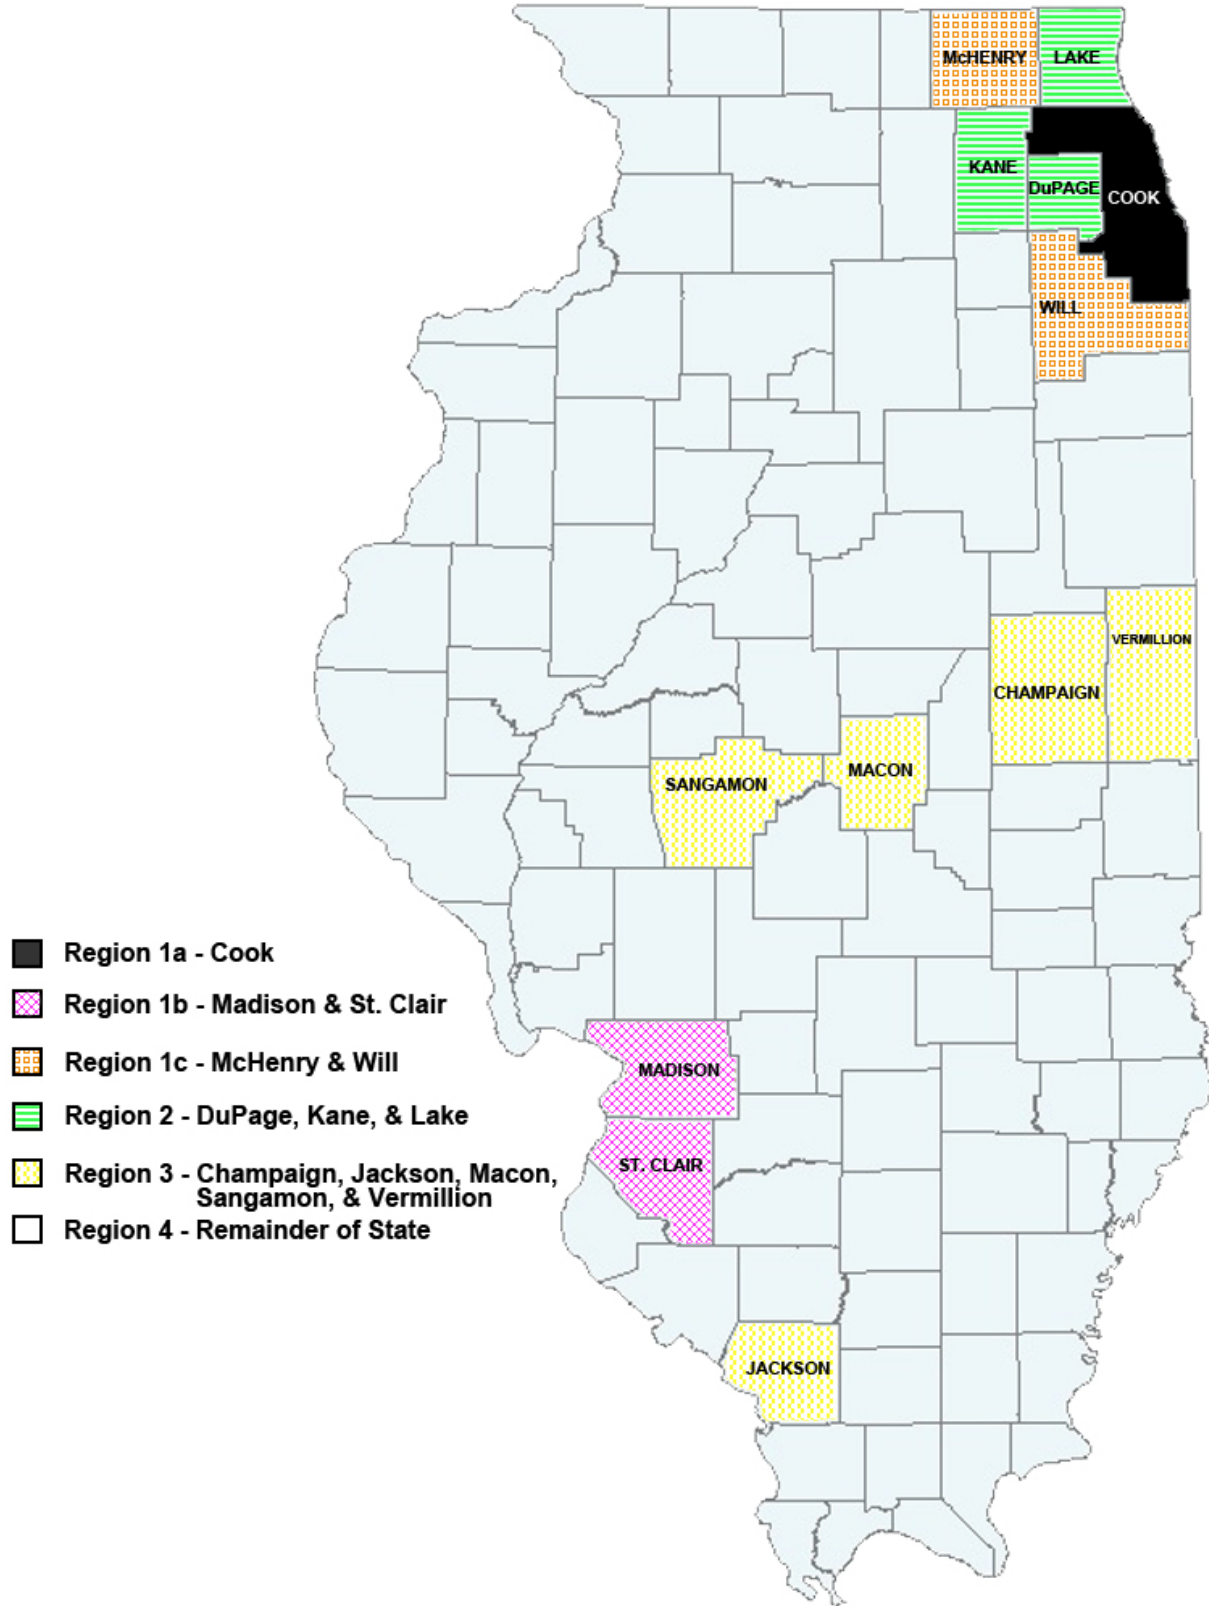 McHENRY LAKE
KANE
DuPAGE
COOK
WILL
VERMILLION
CHAMPAIGN
MACON
SANGAMON
Region 1a - Cook
Region 1b - Madison & St. Clair
Region 1c - McHenry & Will
Region 2 - DuPage, Kane, & Lake
Region 3 - Champaign, Jackson, Macon,
Sangamon, & Vermillion
Region 4 - Remainder of State
MADISON
ST. CLAIR
JACKSON